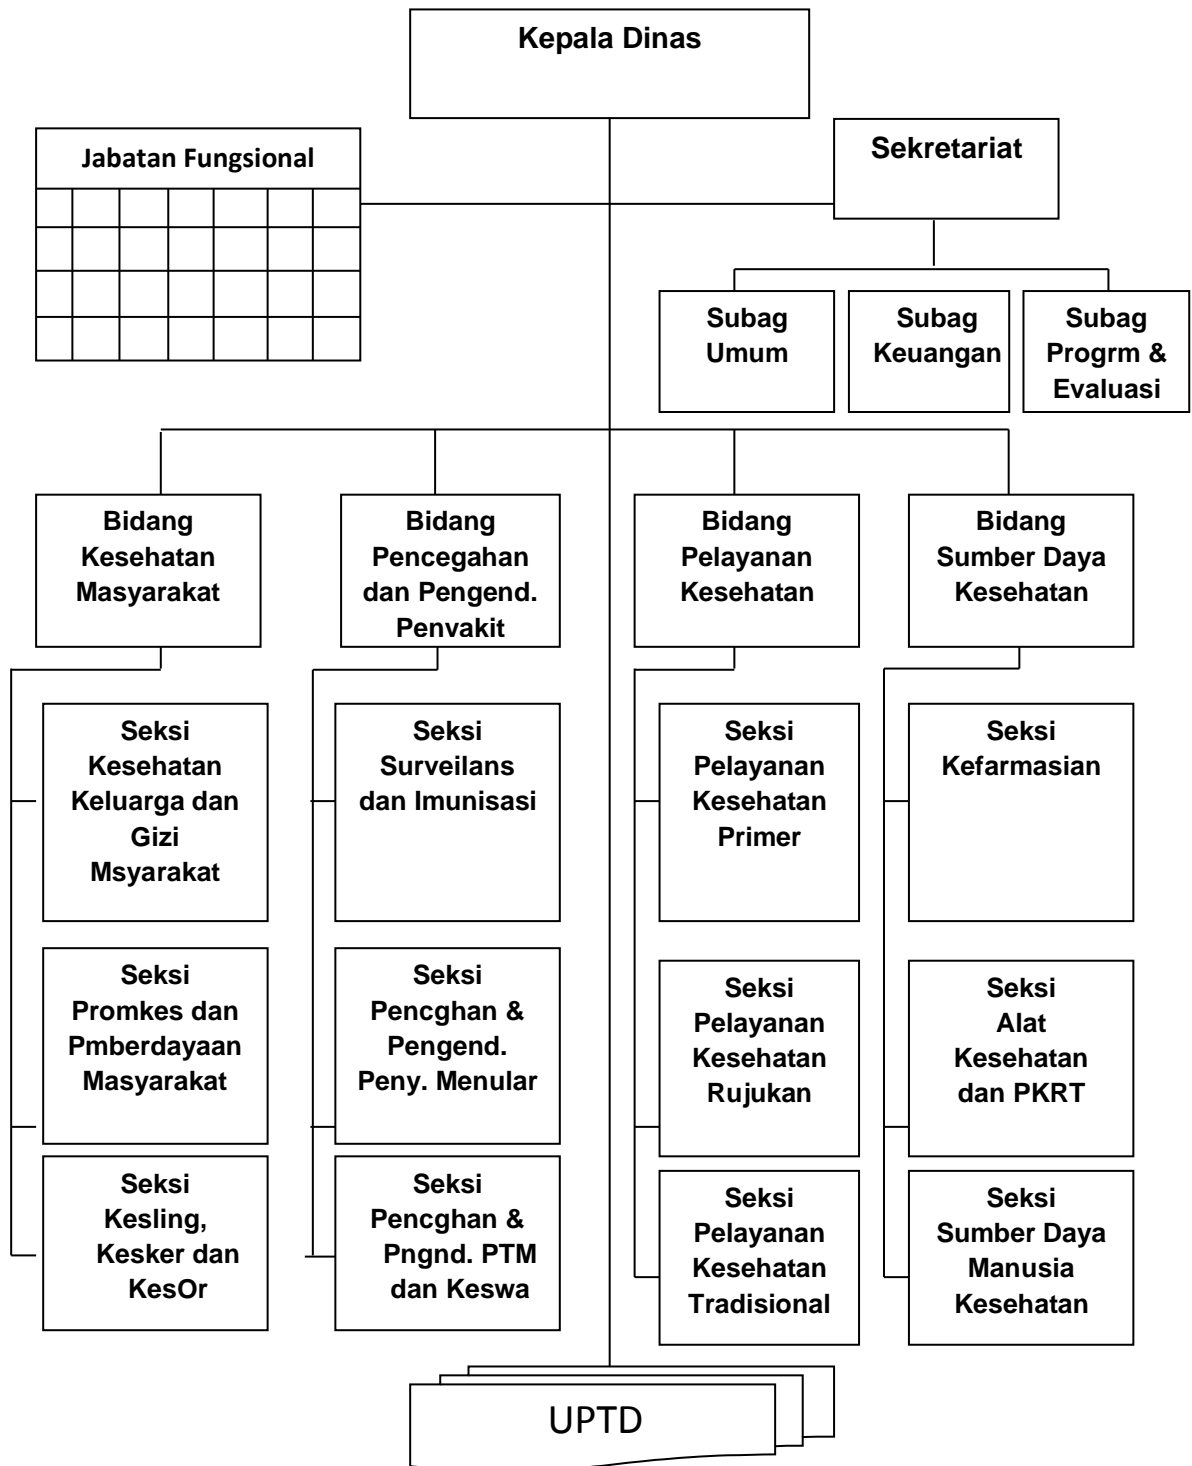 Kepala Dinas
Jabatan Fungsional
Sekretariat
Subag
Umum
Subag
Keuangan
Subag
Progrm &
Evaluasi
Bidang
Kesehatan
Masyarakat
Bidang
Pencegahan
dan Pengend.
Penvakit
Bidang
Pelayanan
Kesehatan
Bidang
Sumber Daya
Kesehatan
Seksi
Kesehatan
Keluarga dan
Gizi
Msyarakat
Seksi
Surveilans
dan Imunisasi
Seksi
Pelayanan
Kesehatan
Primer
Seksi
Kefarmasian
Seksi
Promkes dan
Pmberdayaan
Masyarakat
Seksi
Pencghan &
Pengend.
Peny. Menular
Seksi
Pelayanan
Kesehatan
Rujukan
Seksi
Alat
Kesehatan
dan PKRT
Seksi
Kesling,
Kesker dan
KesOr
Seksi
Pencghan &
Pngnd. PTM
dan Keswa
Seksi
Pelayanan
Kesehatan
Tradisional
Seksi
Sumber Daya
Manusia
Kesehatan
UPTD